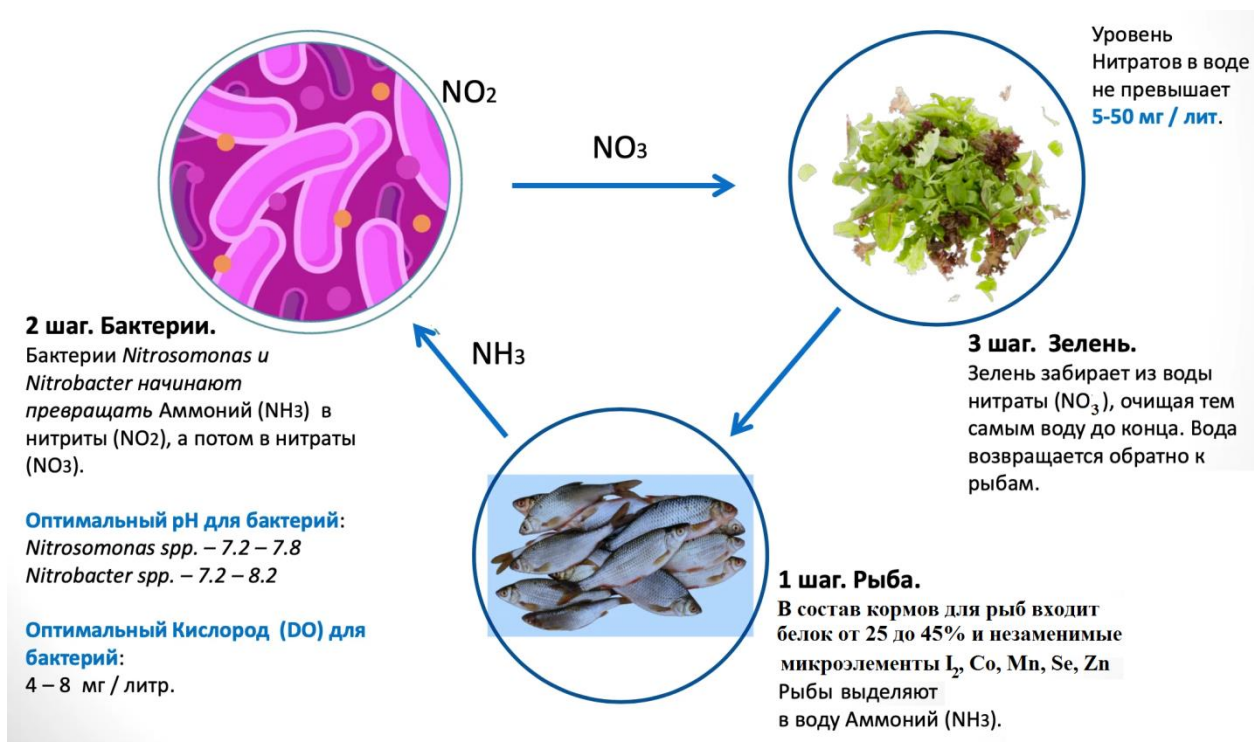 NO₂
NO₃
Уровень
Нитратов в воде
не превышает
5-50 мг / лит.
2 шаг. Бактерии.
Бактерии Nitrosomonas и
Nitrobacter начинают
превращать Аммоний (NH₃) в
нитриты (NO₂), а потом в нитраты
(NO₃).
Оптимальный pH для бактерий:
Nitrosomonas spp. – 7.2 – 7.8
Nitrobacter spp. – 7.2 – 8.2
Оптимальный Кислород (DO) для
бактерий:
4 – 8 мг / литр.
NH₃
3 шаг. Зелень.
Зелень забирает из воды
нитраты (NO₃), очищая тем
самым воду до конца. Вода
возвращается обратно к
рыбам.
1 шаг. Рыба.
В состав кормов для рыб входит
белок от 25 до 45% и незаменимые
микроэлементы I₂, Co, Mn, Se, Zn
Рыбы выделяют
в воду Аммоний (NH₃).